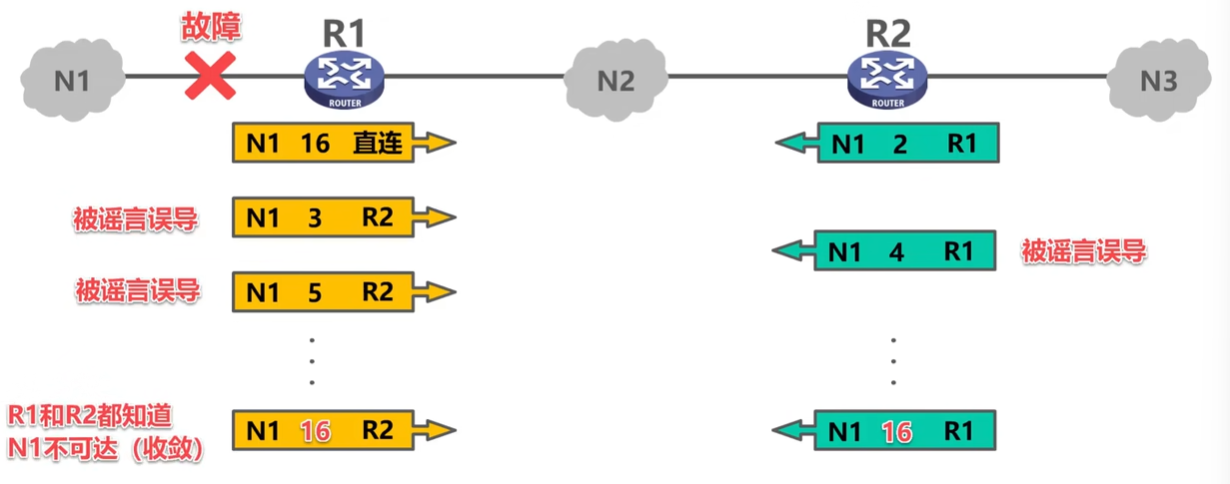 故障
R1
R2
N1
N2
N3
ROUTER
ROUTER
N1 16 直连
N1 2 R1
被谣言误导
N1 3 R2
N1 4 R1
被谣言误导
被谣言误导
N1 5 R2
R1和R2都知道
N1不可达（收敛）
N1 16 R2
N1 16 R1